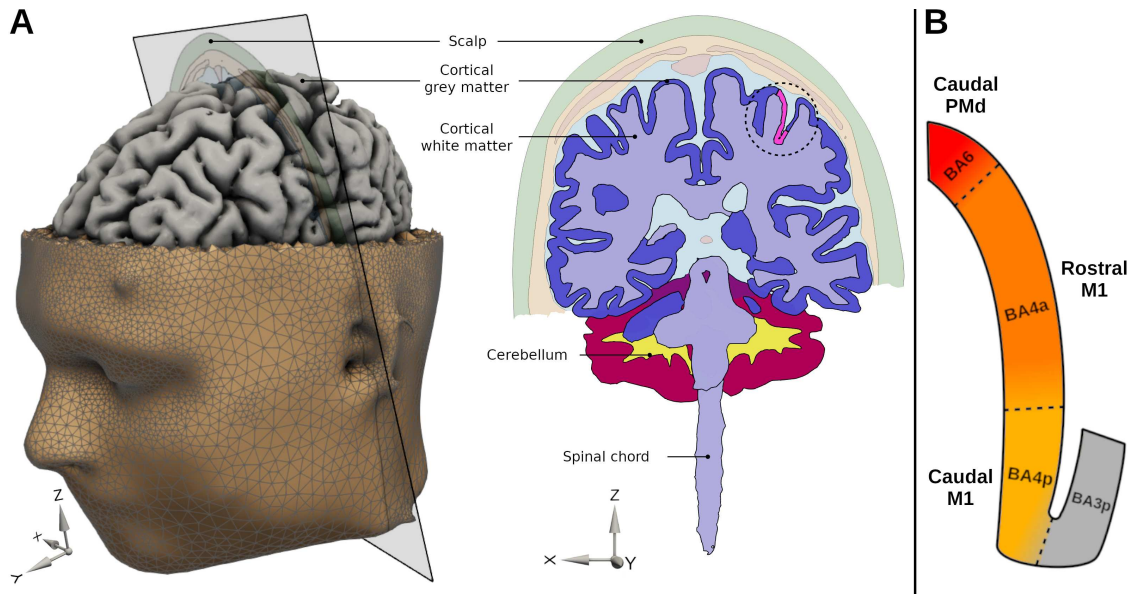 A
Scalp
Cortical
grey matter
Cortical
white matter
Cerebellum
Spinal chord
Z
X
Y
Z
X
Y
B
Caudal
PMd
BA6
BA4a
Rostral
M1
Caudal
M1
BA4p
BA3p